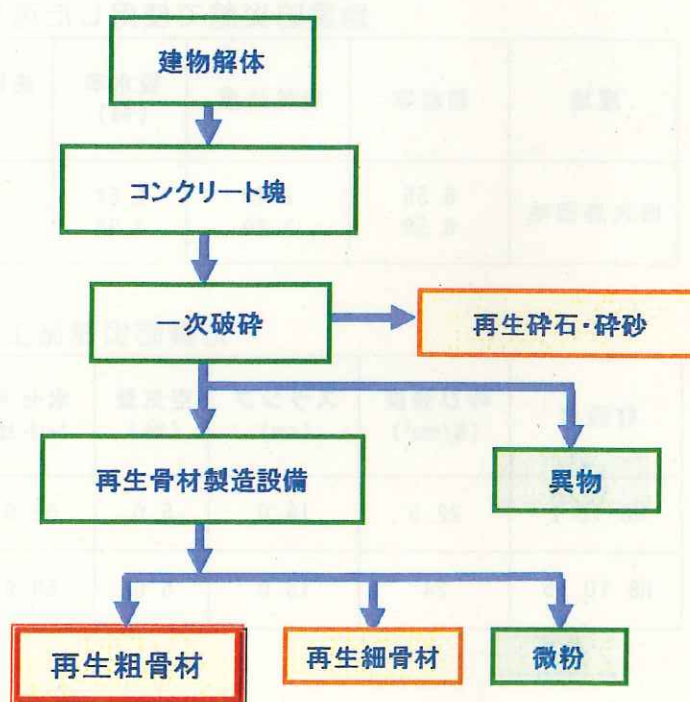 建物解体
コンクリート塊
一次破砕
再生砕石・砕砂
再生骨材製造設備
異物
再生粗骨材
再生細骨材
微粉